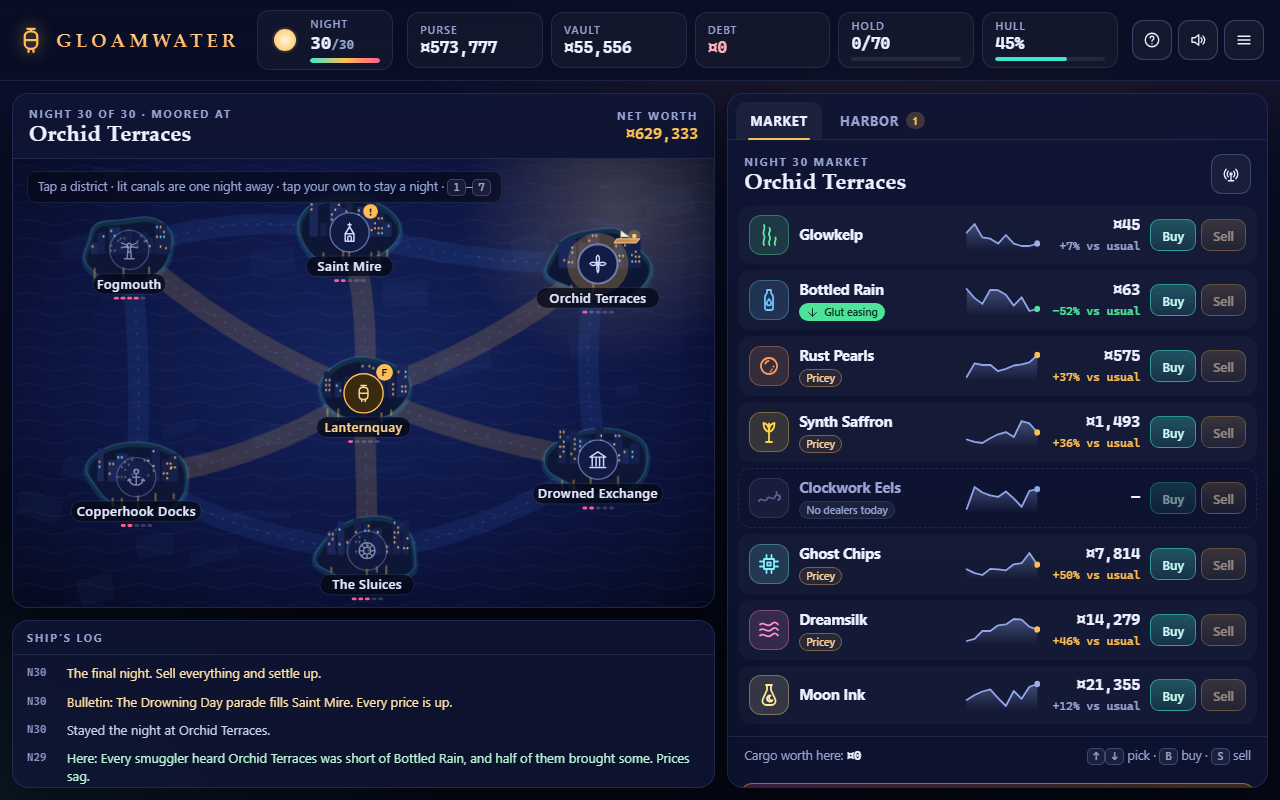 GLOAMWATER
NIGHT
30/30
PURSE
¤573,777
VAULT
¤55,556
DEBT
¤0
HOLD
0/70
HULL
45%
NIGHT 30 OF 30 · MOORED AT
Orchid Terraces
NET WORTH
¤629,333
Tap a district · lit canals are one night away · tap your own to stay a night · 1–7
Fogmouth
!
Saint Mire
Orchid Terraces
F
Lanternquay
Copperhook Docks
Drowned Exchange
The Sluices
SHIP'S LOG
N30 The final night. Sell everything and settle up.
N30 Bulletin: The Drowning Day parade fills Saint Mire. Every price is up.
N30 Stayed the night at Orchid Terraces.
N29 Here: Every smuggler heard Orchid Terraces was short of Bottled Rain, and half of them brought some. Prices
sag.
MARKET HARBOR 1
NIGHT 30 MARKET
Orchid Terraces
Glowkelp ¤45 +7% vs usual Buy Sell
Bottled Rain ¤63 Buy Sell
↓ Glut easing −52% vs usual
Rust Pearls ¤575 Buy Sell
Pricey +37% vs usual
Synth Saffron ¤1,493 Buy Sell
Pricey +36% vs usual
Clockwork Eels – Buy Sell
No dealers today
Ghost Chips ¤7,814 Buy Sell
Pricey +50% vs usual
Dreamsilk ¤14,279 Buy Sell
Pricey +46% vs usual
Moon Ink ¤21,355 +12% vs usual Buy Sell
Cargo worth here: ¤0 ↑ ↓ pick · B buy · S sell